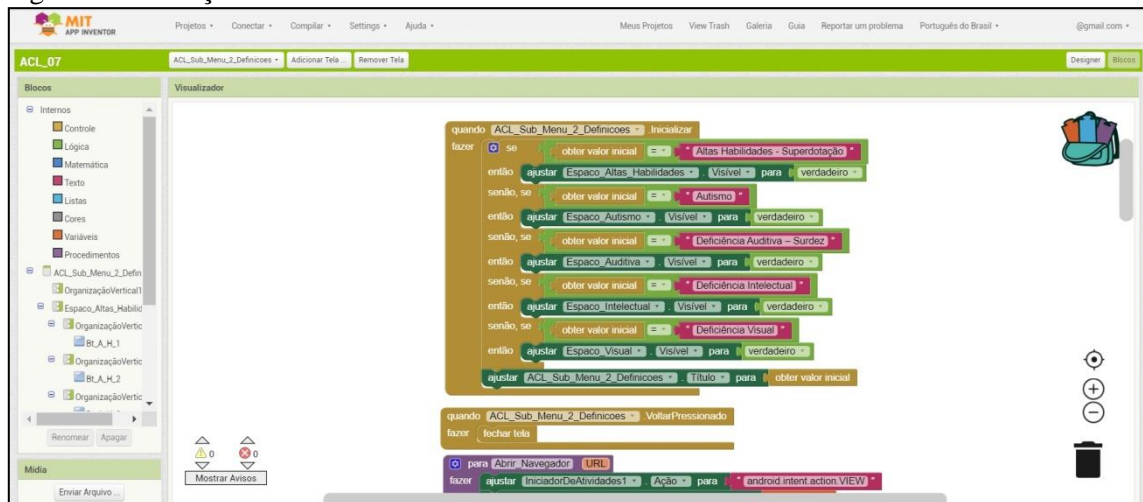 MIT
APP INVENTOR
Projetos
Conectar
Compilar
Settings
Ajuda
Meus Projetos
View Trash
Galeria
Guia
Reportar um problema
Português do Brasil
@gmail.com
ACL_07
ACL_Sub_Menu_2_Definicoes
Adicionar Tela ...
Remover Tela
Designer
Blocos
Blocos
Visualizador
Internos
Controle
Lógica
Matemática
Texto
Listas
Cores
Variáveis
Procedimentos
ACL_Sub_Menu_2_Defin
OrganizaçãoVertical1
Espaco_Altas_Habilid
OrganizaçãoVertic
Bt_A_H_1
OrganizaçãoVertic
Bt_A_H_2
OrganizaçãoVertic
Renomear
Apagar
Mídia
Enviar Arquivo ...
quando ACL_Sub_Menu_2_Definicoes .Inicializar
fazer se obter valor inicial = " Altas Habilidades - Superdotação "
então ajustar Espaco_Altas_Habilidades . Visível para verdadeiro
senão, se obter valor inicial = " Autismo "
então ajustar Espaco_Autismo . Visível para verdadeiro
senão, se obter valor inicial = " Deficiência Auditiva – Surdez "
então ajustar Espaco_Auditiva . Visível para verdadeiro
senão, se obter valor inicial = " Deficiência Intelectual "
então ajustar Espaco_Intelectual . Visível para verdadeiro
senão, se obter valor inicial = " Deficiência Visual "
então ajustar Espaco_Visual . Visível para verdadeiro
ajustar ACL_Sub_Menu_2_Definicoes . Título para obter valor inicial
quando ACL_Sub_Menu_2_Definicoes .VoltarPressionado
fazer fechar tela
para Abrir_Navegador URL
fazer ajustar IniciadorDeAtividades1 . Ação para " android.intent.action.VIEW "
0
0
Mostrar Avisos